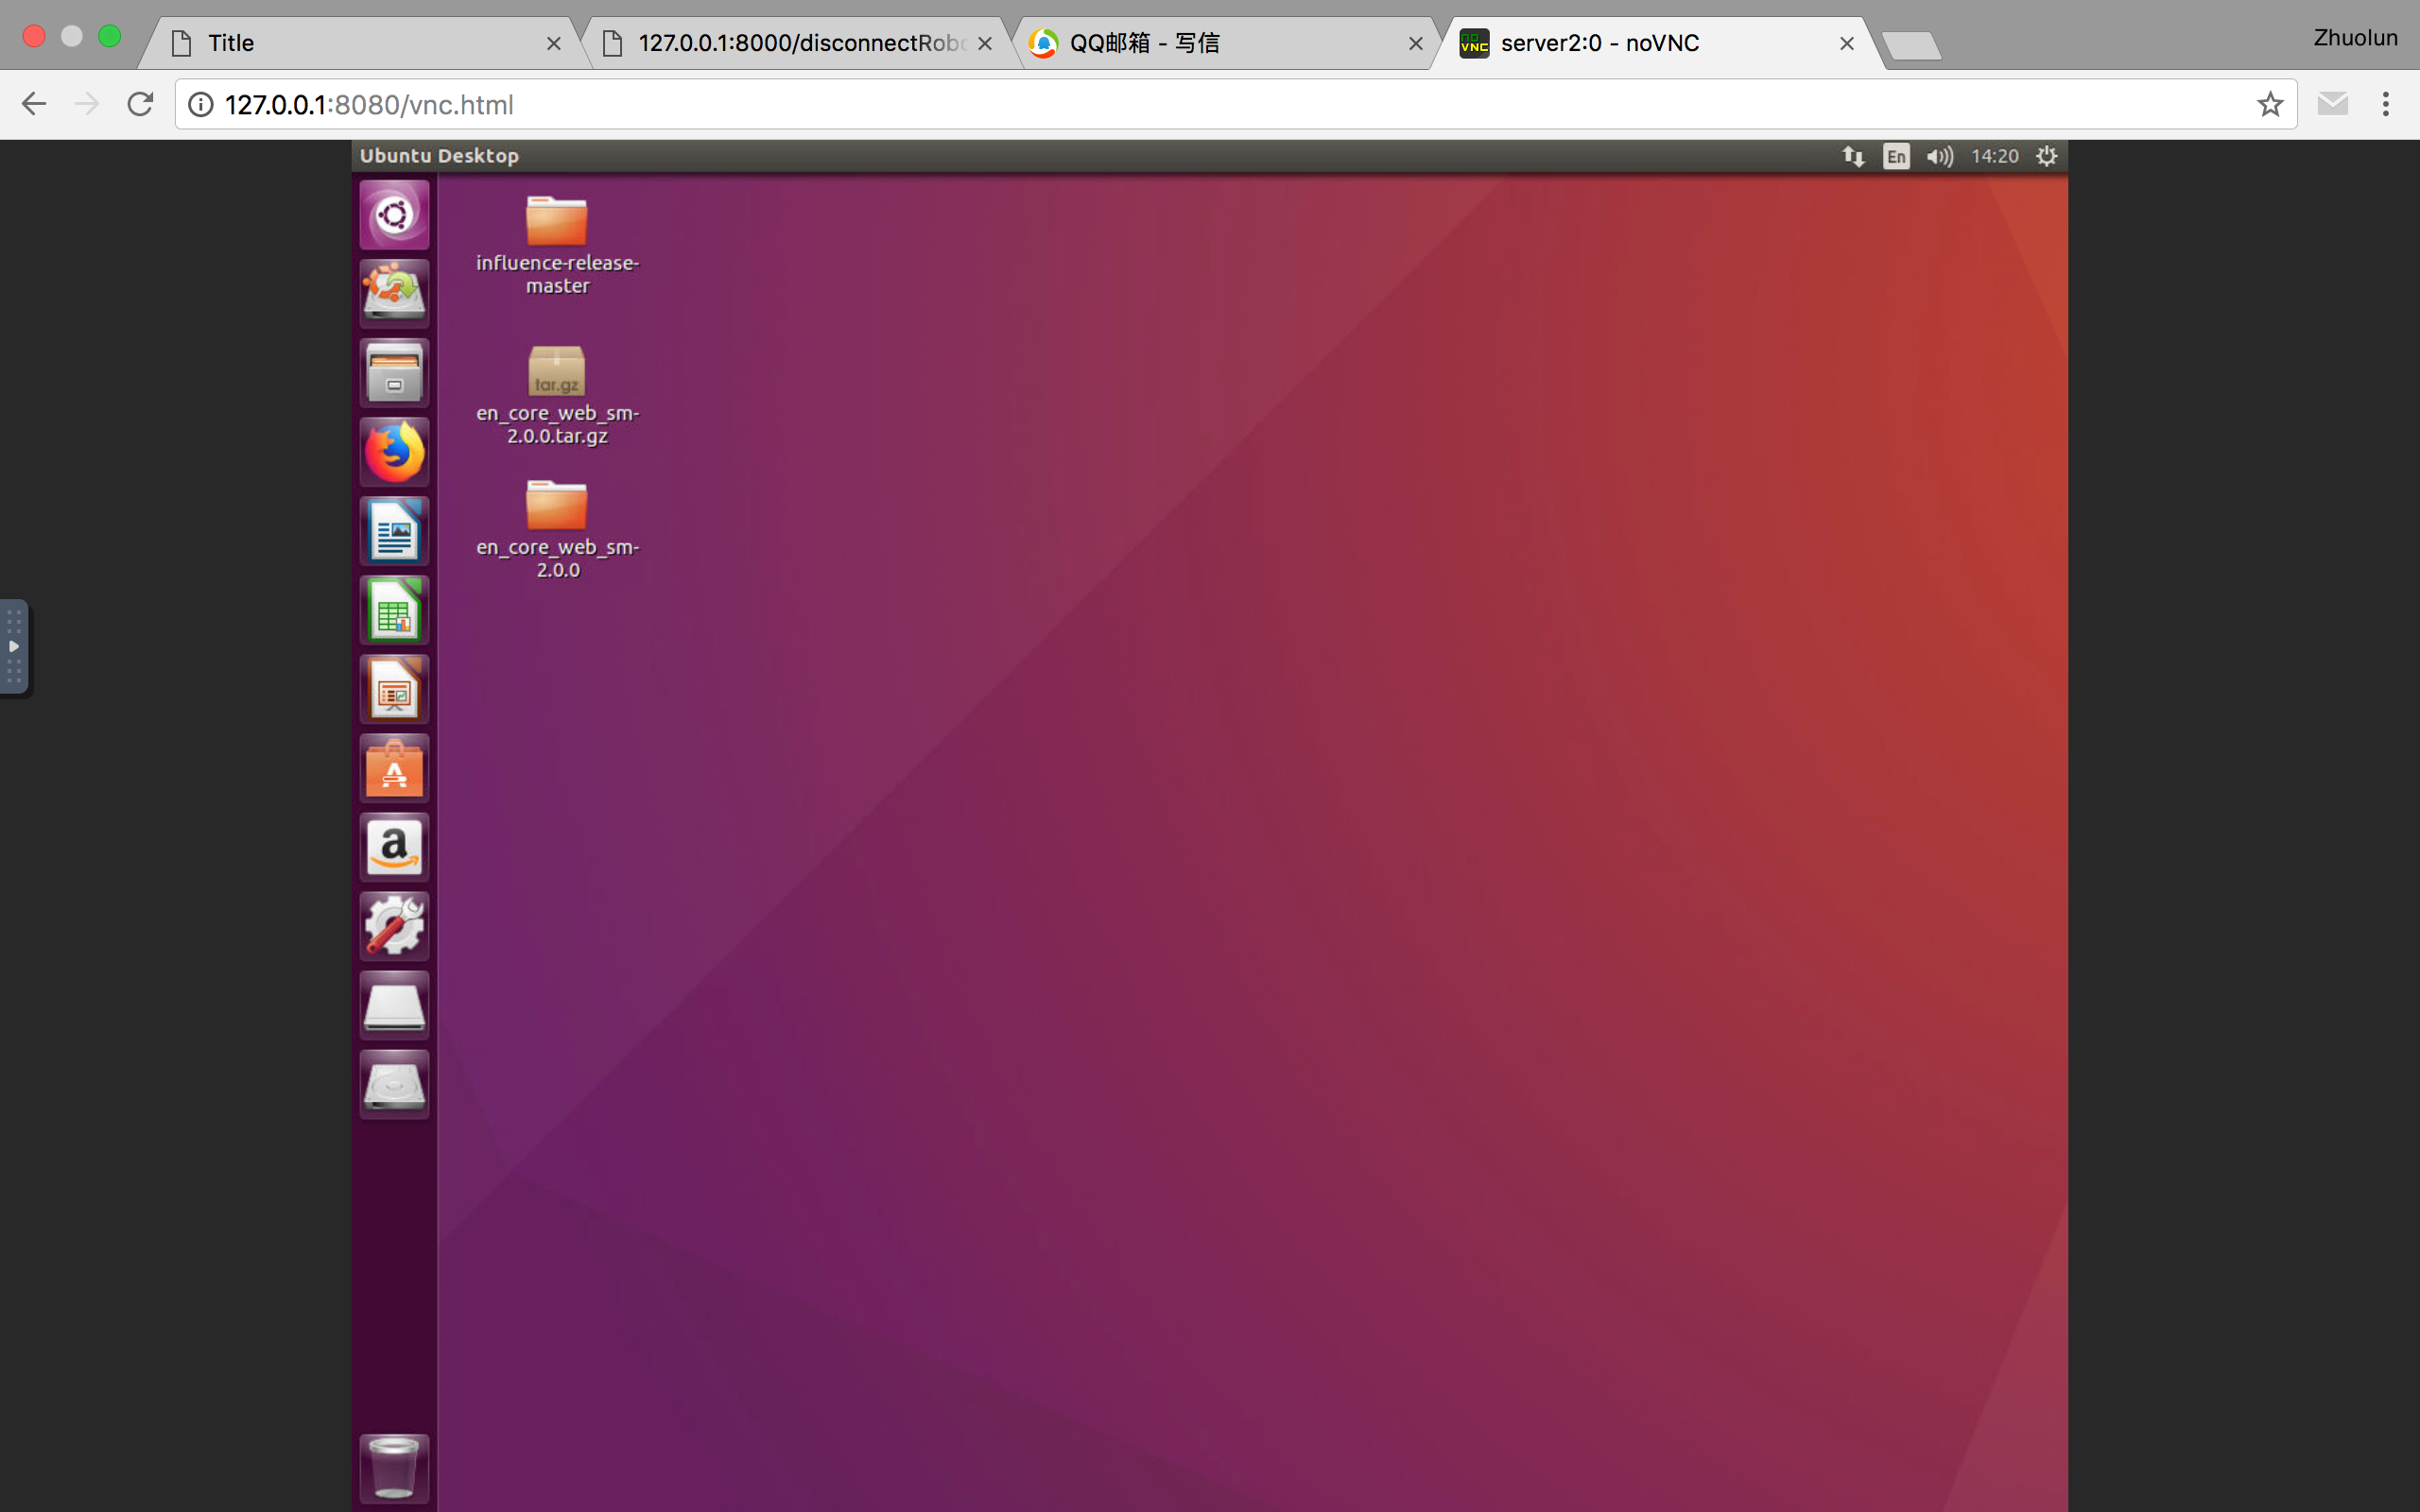 Title
127.0.0.1:8000/disconnectRobo
QQ邮箱 - 写信
server2:0 - noVNC
Zhuolun
127.0.0.1:8080/vnc.html
Ubuntu Desktop
En
14:20
influence-release-
master
tar.gz
en_core_web_sm-
2.0.0.tar.gz
en_core_web_sm-
2.0.0